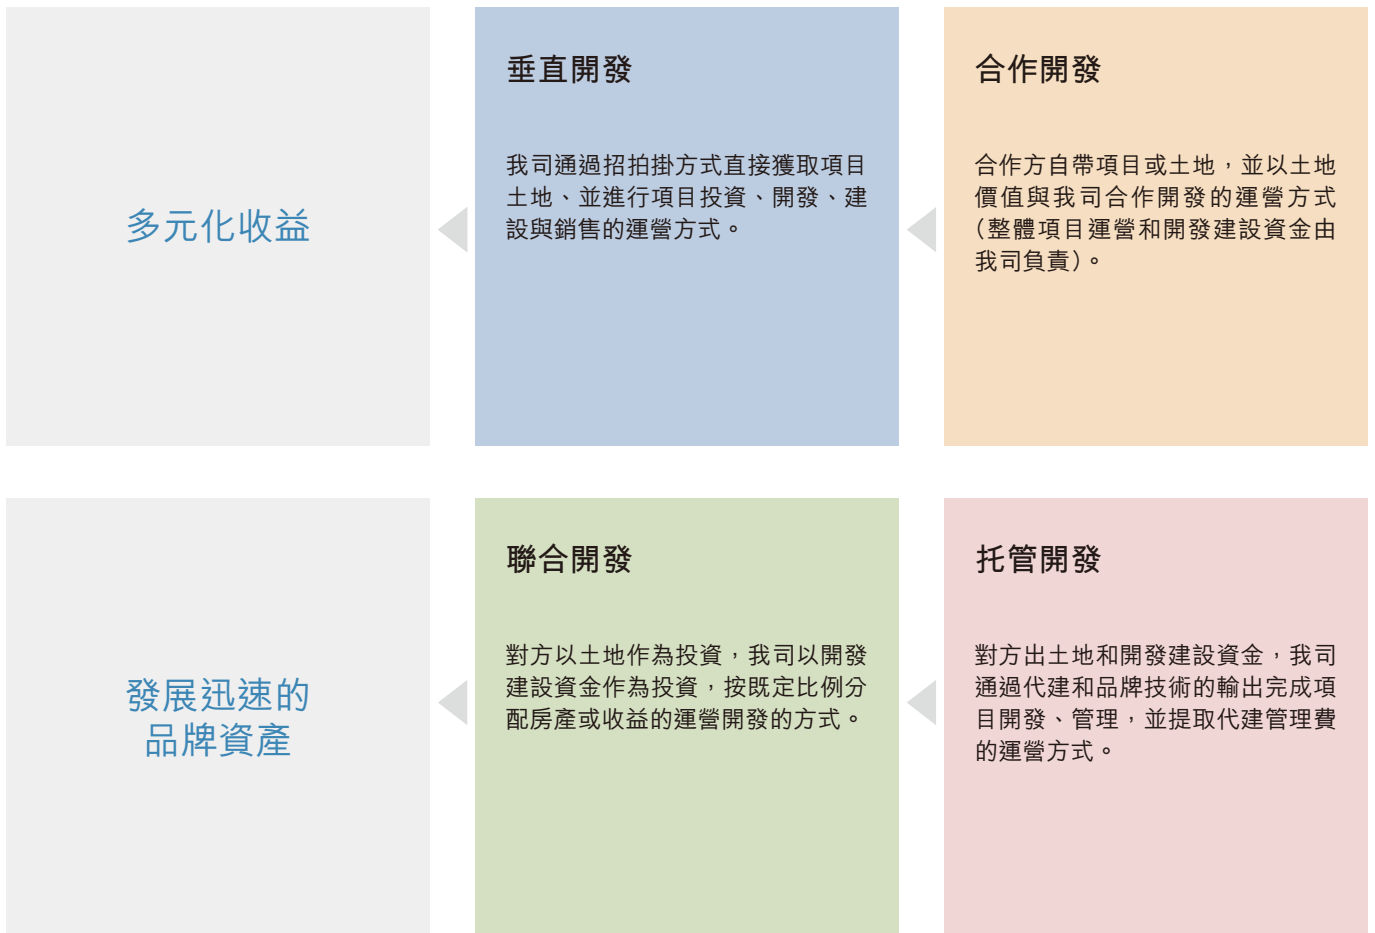 多元化收益
垂直開發
我司通過招拍掛方式直接獲取項目
土地、並進行項目投資、開發、建
設與銷售的運營方式。
合作開發
合作方自帶項目或土地，並以土地
價值與我司合作開發的運營方式
（整體項目運營和開發建設資金由
我司負責）。
發展迅速的
品牌資產
聯合開發
對方以土地作為投資，我司以開發
建設資金作為投資，按既定比例分
配房產或收益的運營開發的方式。
托管開發
對方出土地和開發建設資金，我司
通過代建和品牌技術的輸出完成項
目開發、管理，並提取代建管理費
的運營方式。